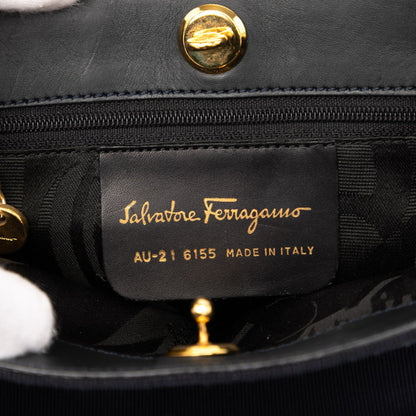 Salvatore Ferragamo
AU-21 6155 MADE IN ITALY